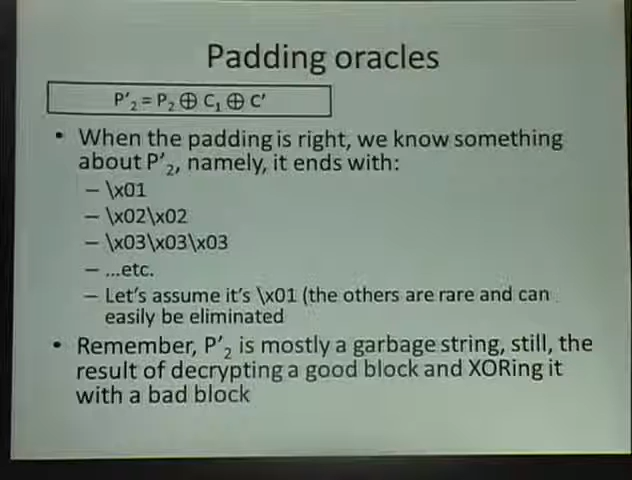 Padding oracles
P'₂ = P₂ ⊕ C₁ ⊕ C'
• When the padding is right, we know something
about P'₂, namely, it ends with:
– \x01
– \x02\x02
– \x03\x03\x03
– ...etc.
– Let's assume it's \x01 (the others are rare and can
easily be eliminated
• Remember, P'₂ is mostly a garbage string, still, the
result of decrypting a good block and XORing it
with a bad block